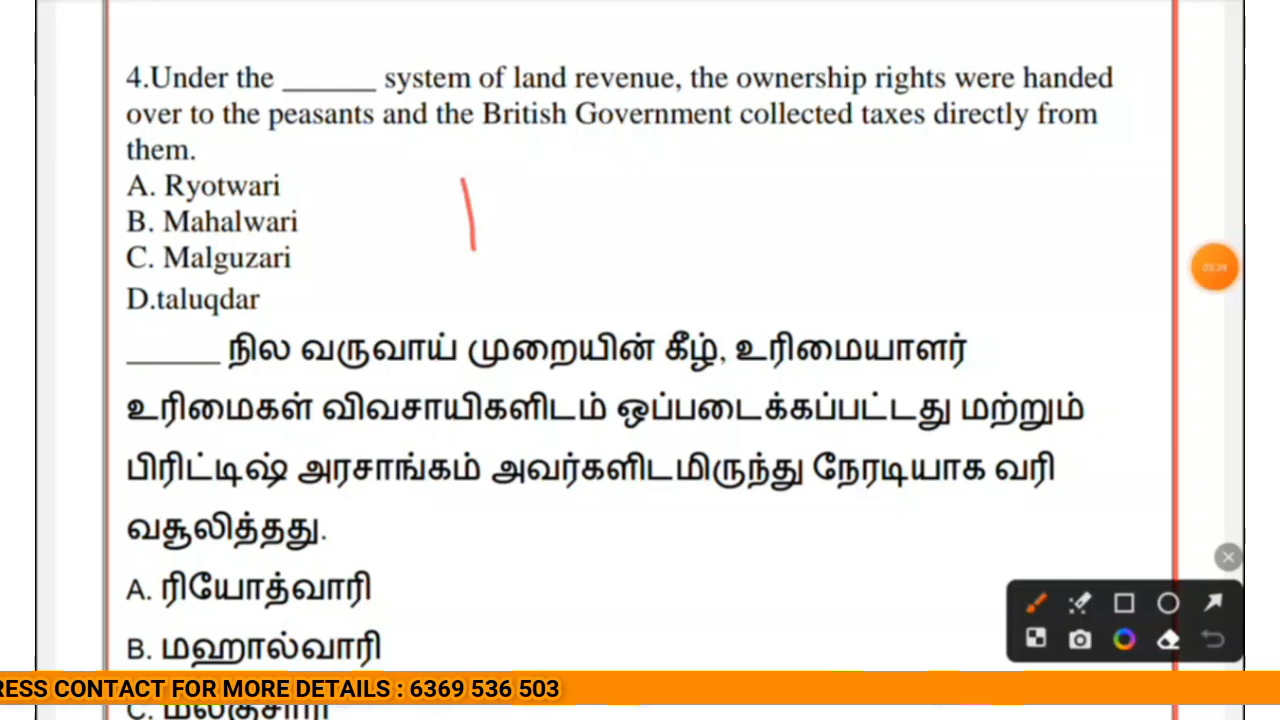 4.Under the ______ system of land revenue, the ownership rights were handed
over to the peasants and the British Government collected taxes directly from
them.
A. Ryotwari
B. Mahalwari
C. Malguzari
D.taluqdar
______ நில வருவாய் முறையின் கீழ், உரிமையாளர்
உரிமைகள் விவசாயிகளிடம் ஒப்படைக்கப்பட்டது மற்றும்
பிரிட்டிஷ் அரசாங்கம் அவர்களிடமிருந்து நேரடியாக வரி
வசூலித்தது.
A. ரியோத்வாரி
B. மஹால்வாரி
RESS CONTACT FOR MORE DETAILS : 6369 536 503